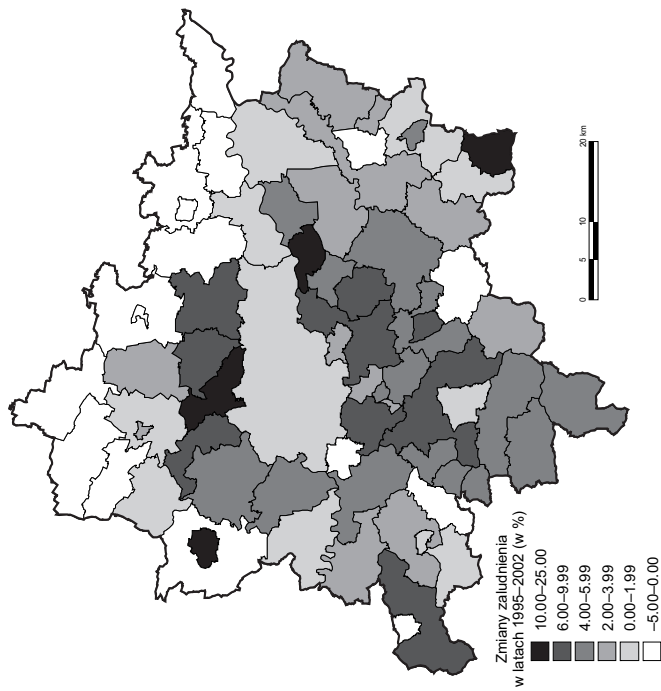 Zmiany zaludnienia
w latach 1995–2002 (w %)
10.00–25.00
6.00–9.99
4.00–5.99
2.00–3.99
0.00–1.99
–5.00–0.00
0 5 10 20 km